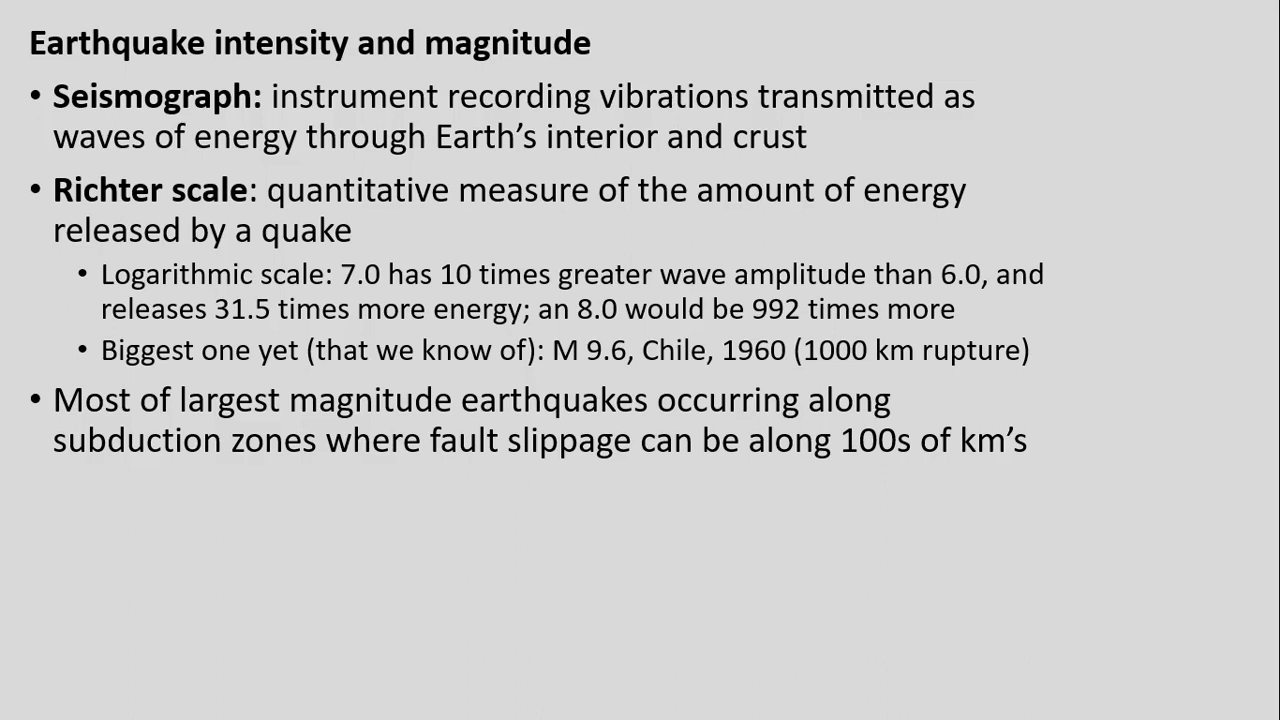 Earthquake intensity and magnitude
• Seismograph: instrument recording vibrations transmitted as
waves of energy through Earth’s interior and crust
• Richter scale: quantitative measure of the amount of energy
released by a quake
• Logarithmic scale: 7.0 has 10 times greater wave amplitude than 6.0, and
releases 31.5 times more energy; an 8.0 would be 992 times more
• Biggest one yet (that we know of): M 9.6, Chile, 1960 (1000 km rupture)
• Most of largest magnitude earthquakes occurring along
subduction zones where fault slippage can be along 100s of km’s